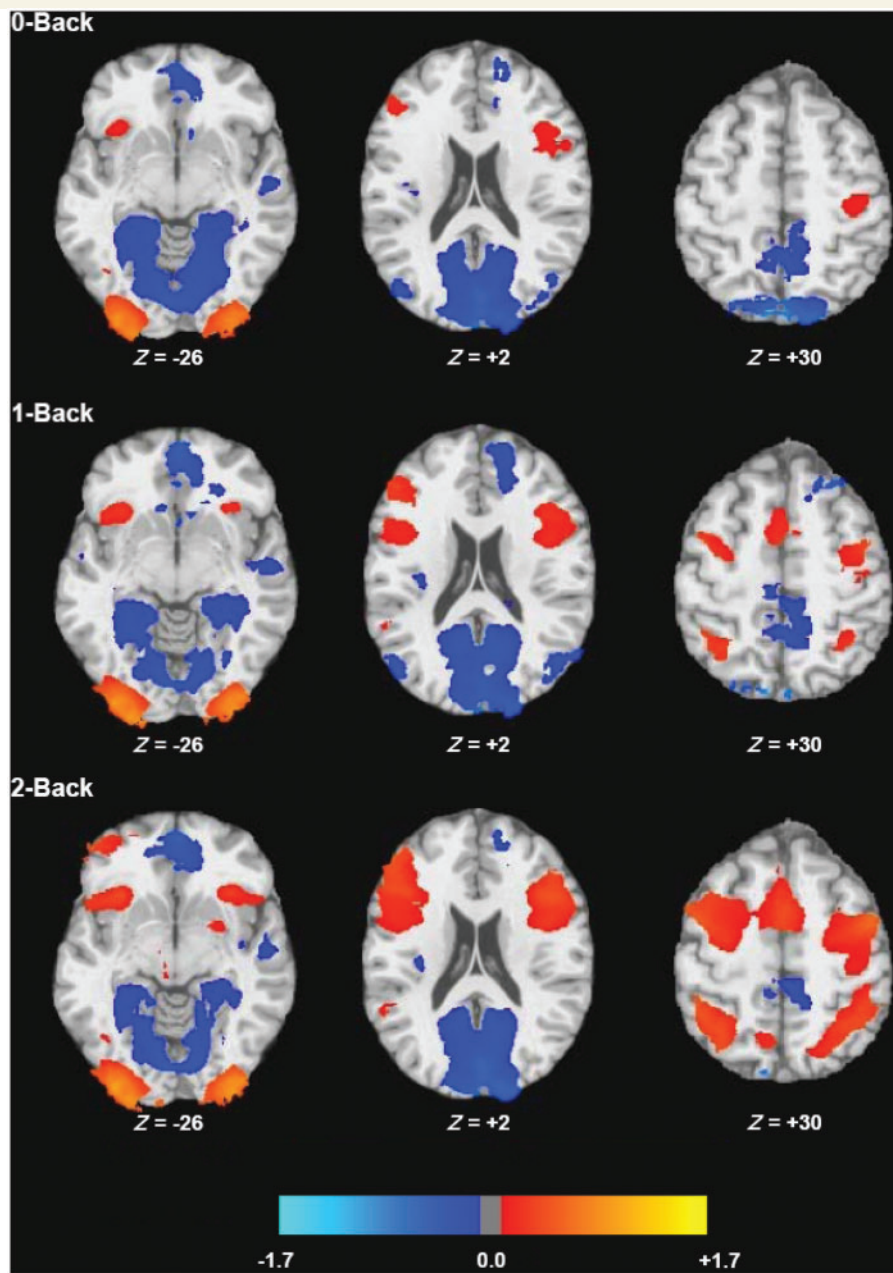 0-Back
Z = -26 Z = +2 Z = +30
1-Back
Z = -26 Z = +2 Z = +30
2-Back
Z = -26 Z = +2 Z = +30
-1.7 0.0 +1.7